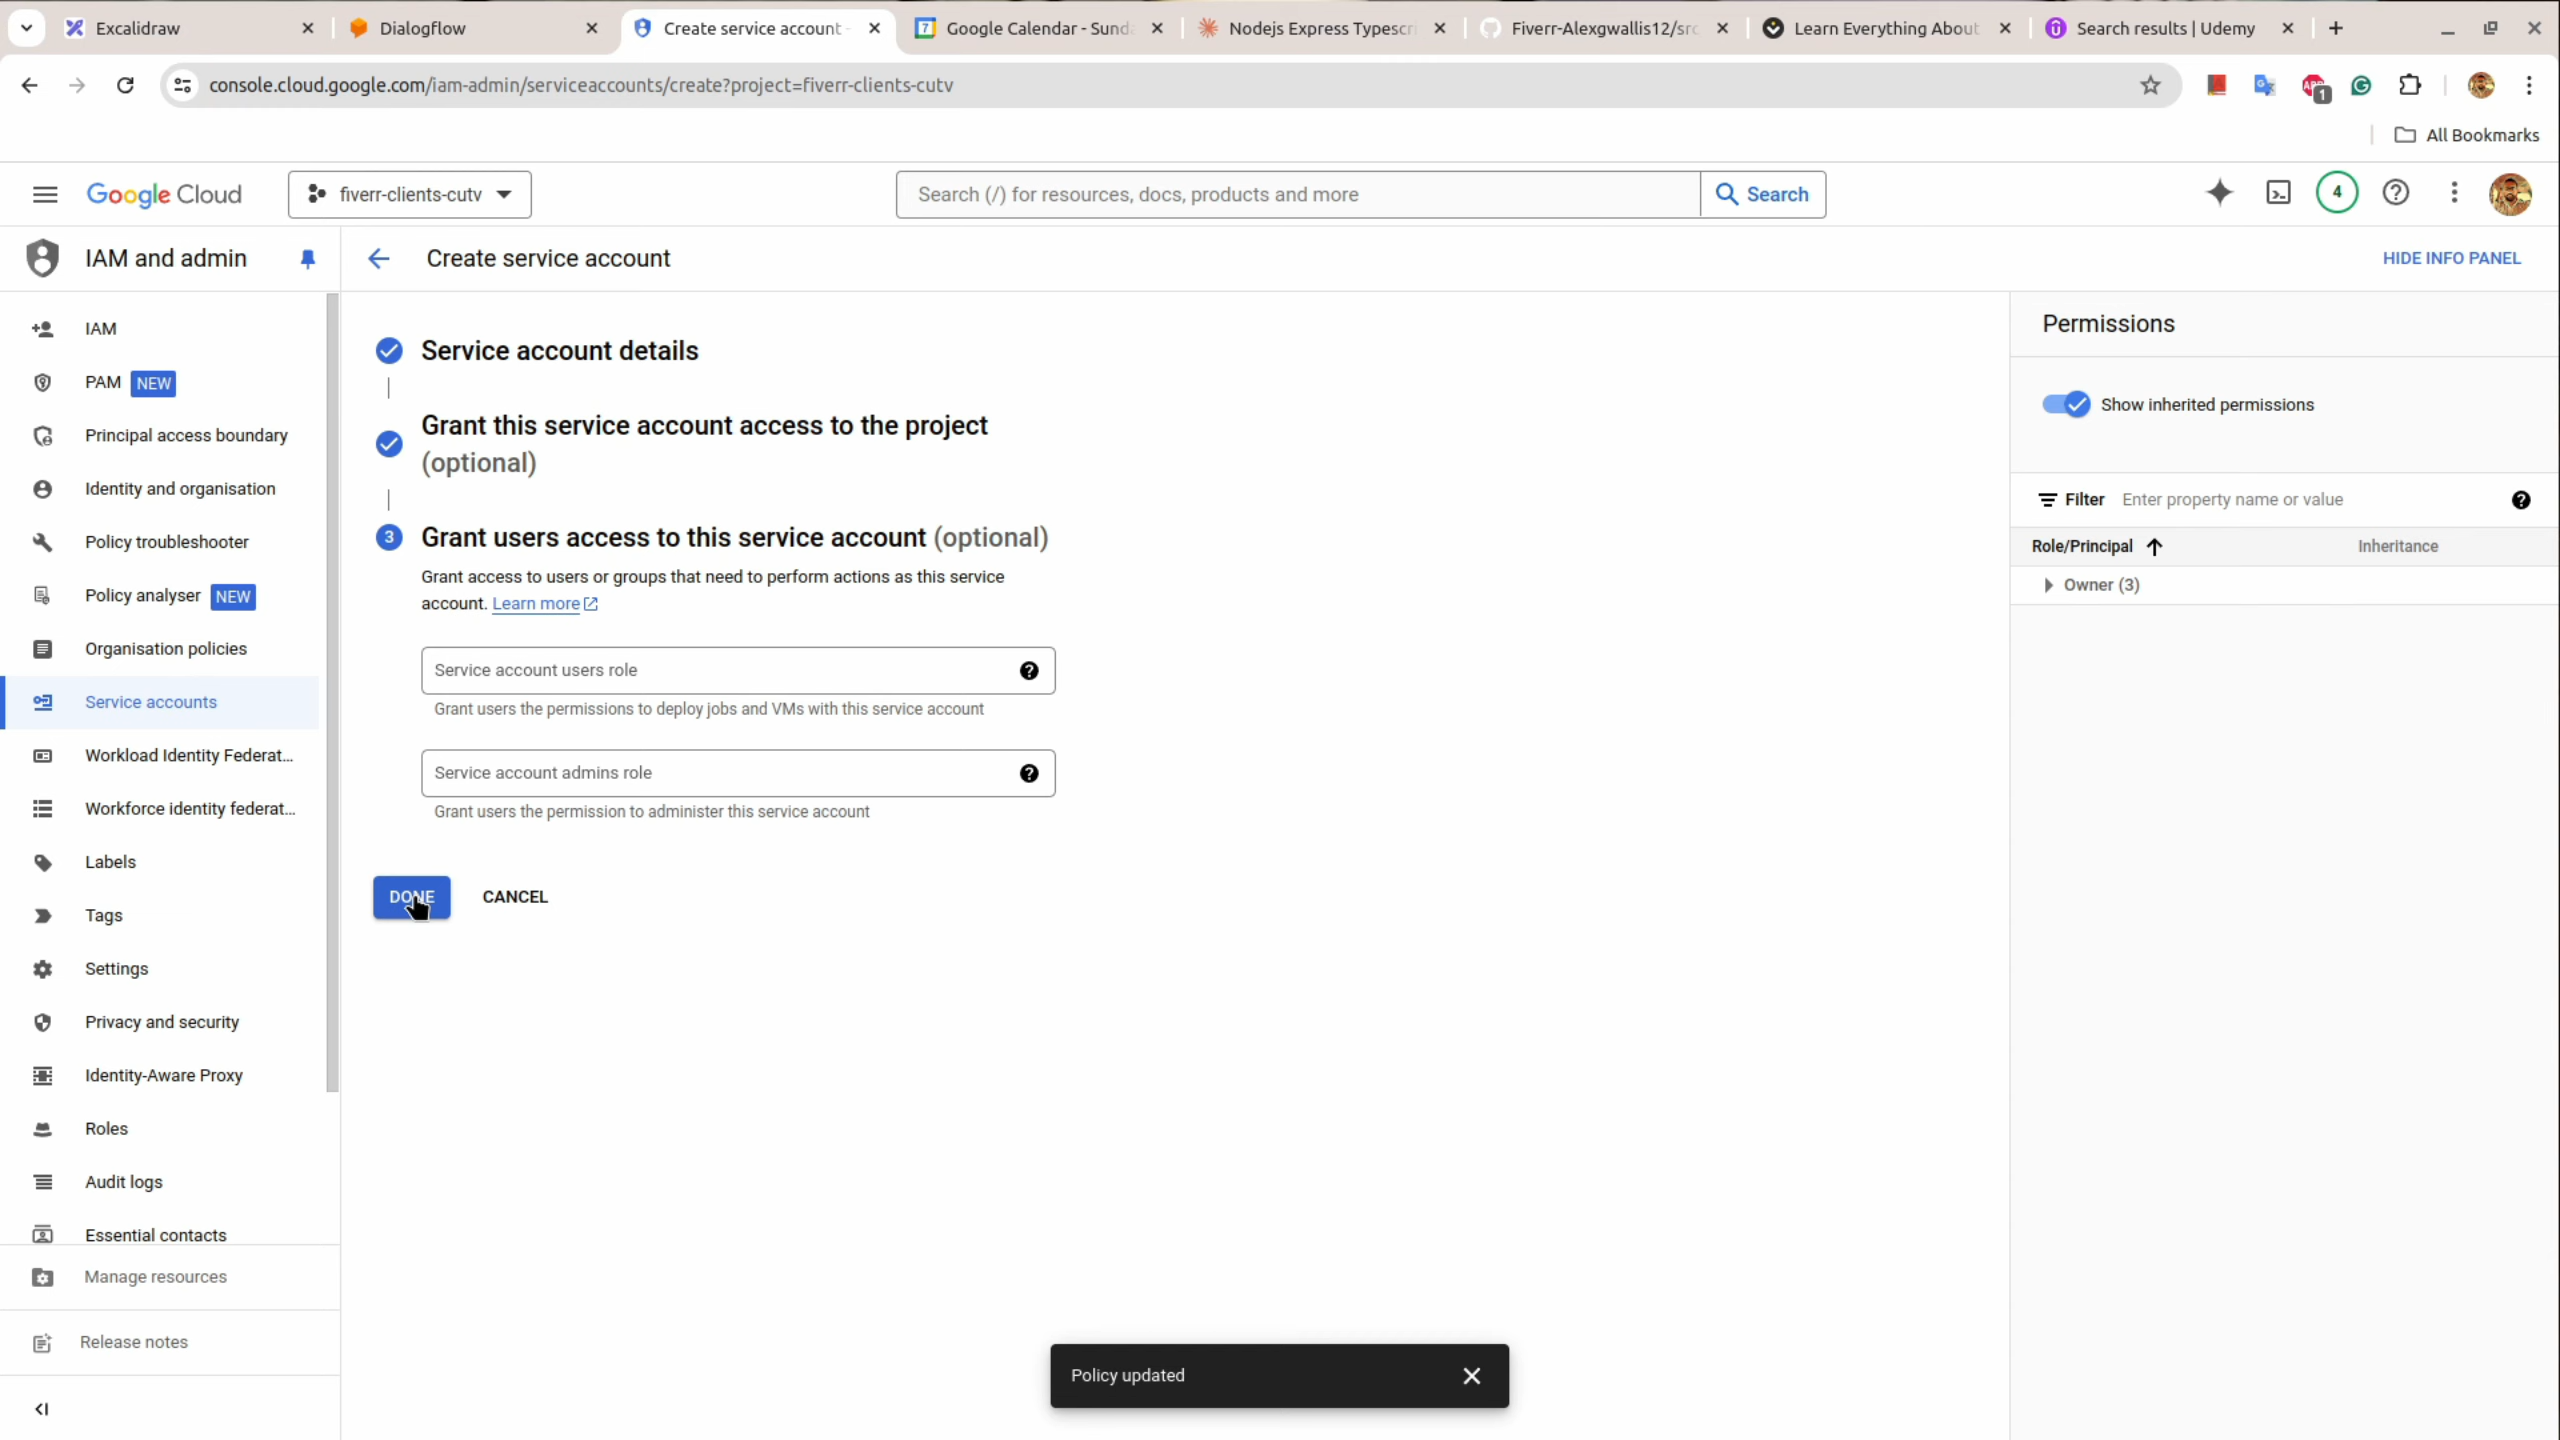 Excalidraw
Dialogflow
Create service account -
Google Calendar - Sunda
Nodejs Express Typescri
Fiverr-Alexgwallis12/src
Learn Everything About
Search results | Udemy
console.cloud.google.com/iam-admin/serviceaccounts/create?project=fiverr-clients-cutv
1
All Bookmarks
Google Cloud
fiverr-clients-cutv
Search (/) for resources, docs, products and more
Search
4
IAM and admin
Create service account
HIDE INFO PANEL
IAM
PAM NEW
Principal access boundary
Identity and organisation
Policy troubleshooter
Policy analyser NEW
Organisation policies
Service accounts
Workload Identity Federat...
Workforce identity federat...
Labels
Tags
Settings
Privacy and security
Identity-Aware Proxy
Roles
Audit logs
Essential contacts
Manage resources
Release notes
Service account details
Grant this service account access to the project
(optional)
3 Grant users access to this service account (optional)
Grant access to users or groups that need to perform actions as this service
account. Learn more
Service account users role
Grant users the permissions to deploy jobs and VMs with this service account
Service account admins role
Grant users the permission to administer this service account
DONE
CANCEL
Permissions
Show inherited permissions
Filter Enter property name or value
Role/Principal
Inheritance
Owner (3)
Policy updated